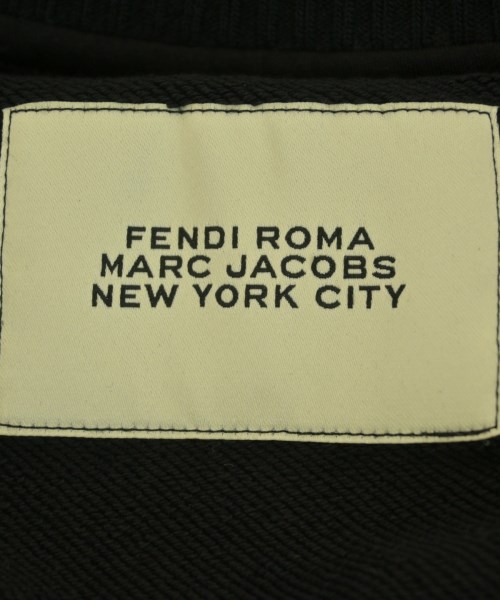 FENDI ROMA
MARC JACOBS
NEW YORK CITY